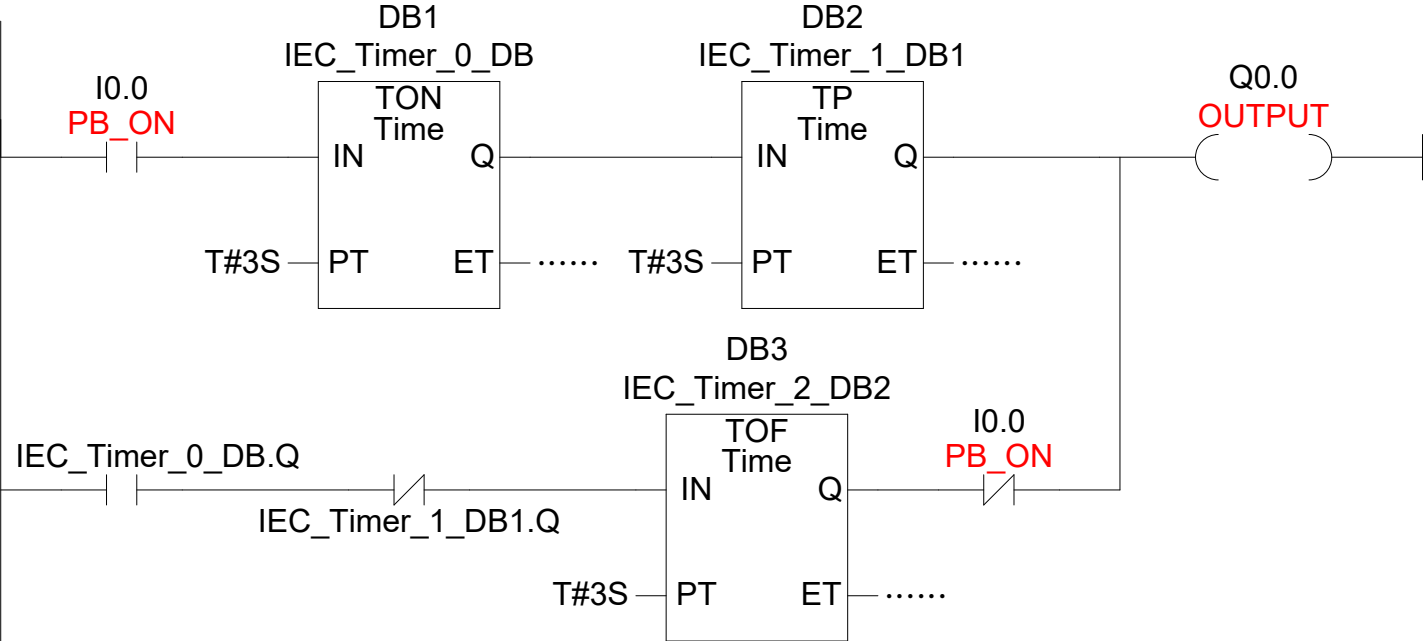 DB1
IEC_Timer_0_DB
DB2
IEC_Timer_1_DB1
I0.0
PB_ON
TON
Time
TP
Time
Q0.0
OUTPUT
IN
Q
IN
Q
T#3S
PT
ET
······
T#3S
PT
ET
······
DB3
IEC_Timer_2_DB2
IEC_Timer_0_DB.Q
IEC_Timer_1_DB1.Q
TOF
Time
I0.0
PB_ON
IN
Q
T#3S
PT
ET
······